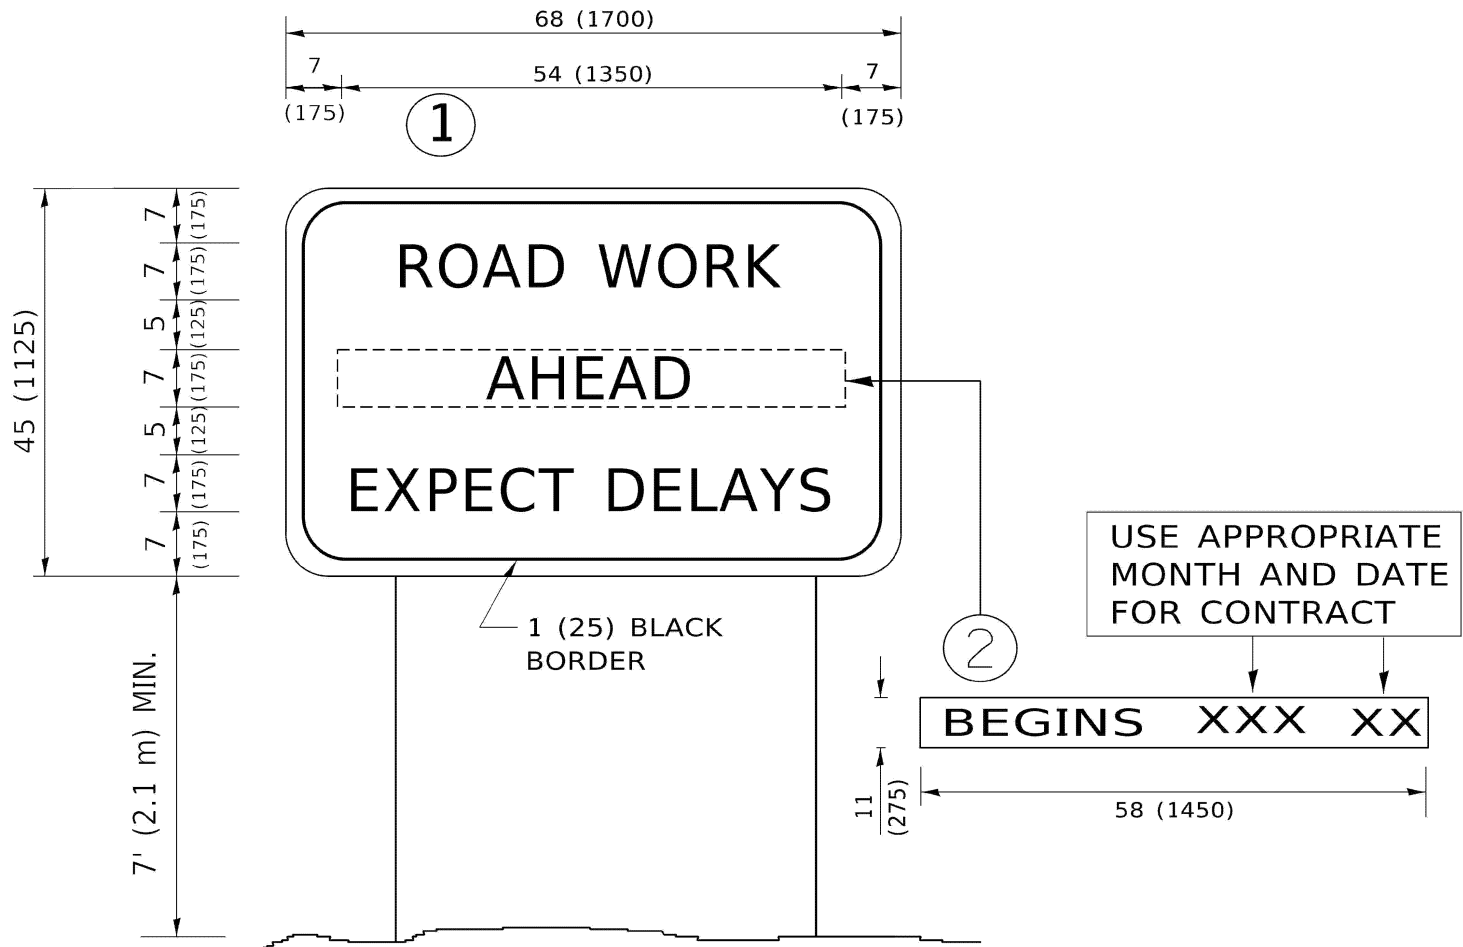 68 (1700)
7
54 (1350)
7
(175)
(175)
1
7 (175)
7 (175)
5 (125)
7 (175)
5 (125)
7 (175)
7 (175)
45 (1125)
ROAD WORK
AHEAD
EXPECT DELAYS
1 (25) BLACK
BORDER
7' (2.1 m) MIN.
USE APPROPRIATE
MONTH AND DATE
FOR CONTRACT
2
BEGINS XXX XX
11
(275)
58 (1450)